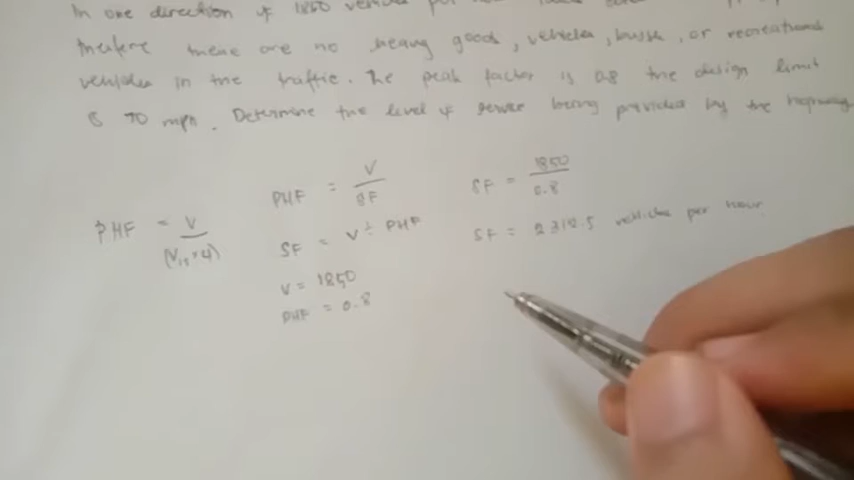 In one direction of 1850 vehicles per
there are no heavy goods, vehicles, buses, or recreational
vehicles in the traffic. The peak factor is 0.8 the design limit
is 70 mph. Determine the level of service being provided by the highway
PHF = V / (V15 × 4)
PHF = V / SF
SF = V ÷ PHF
V = 1850
PHF = 0.8
SF = 1850 / 0.8
SF = 2312.5 vehicles per hour